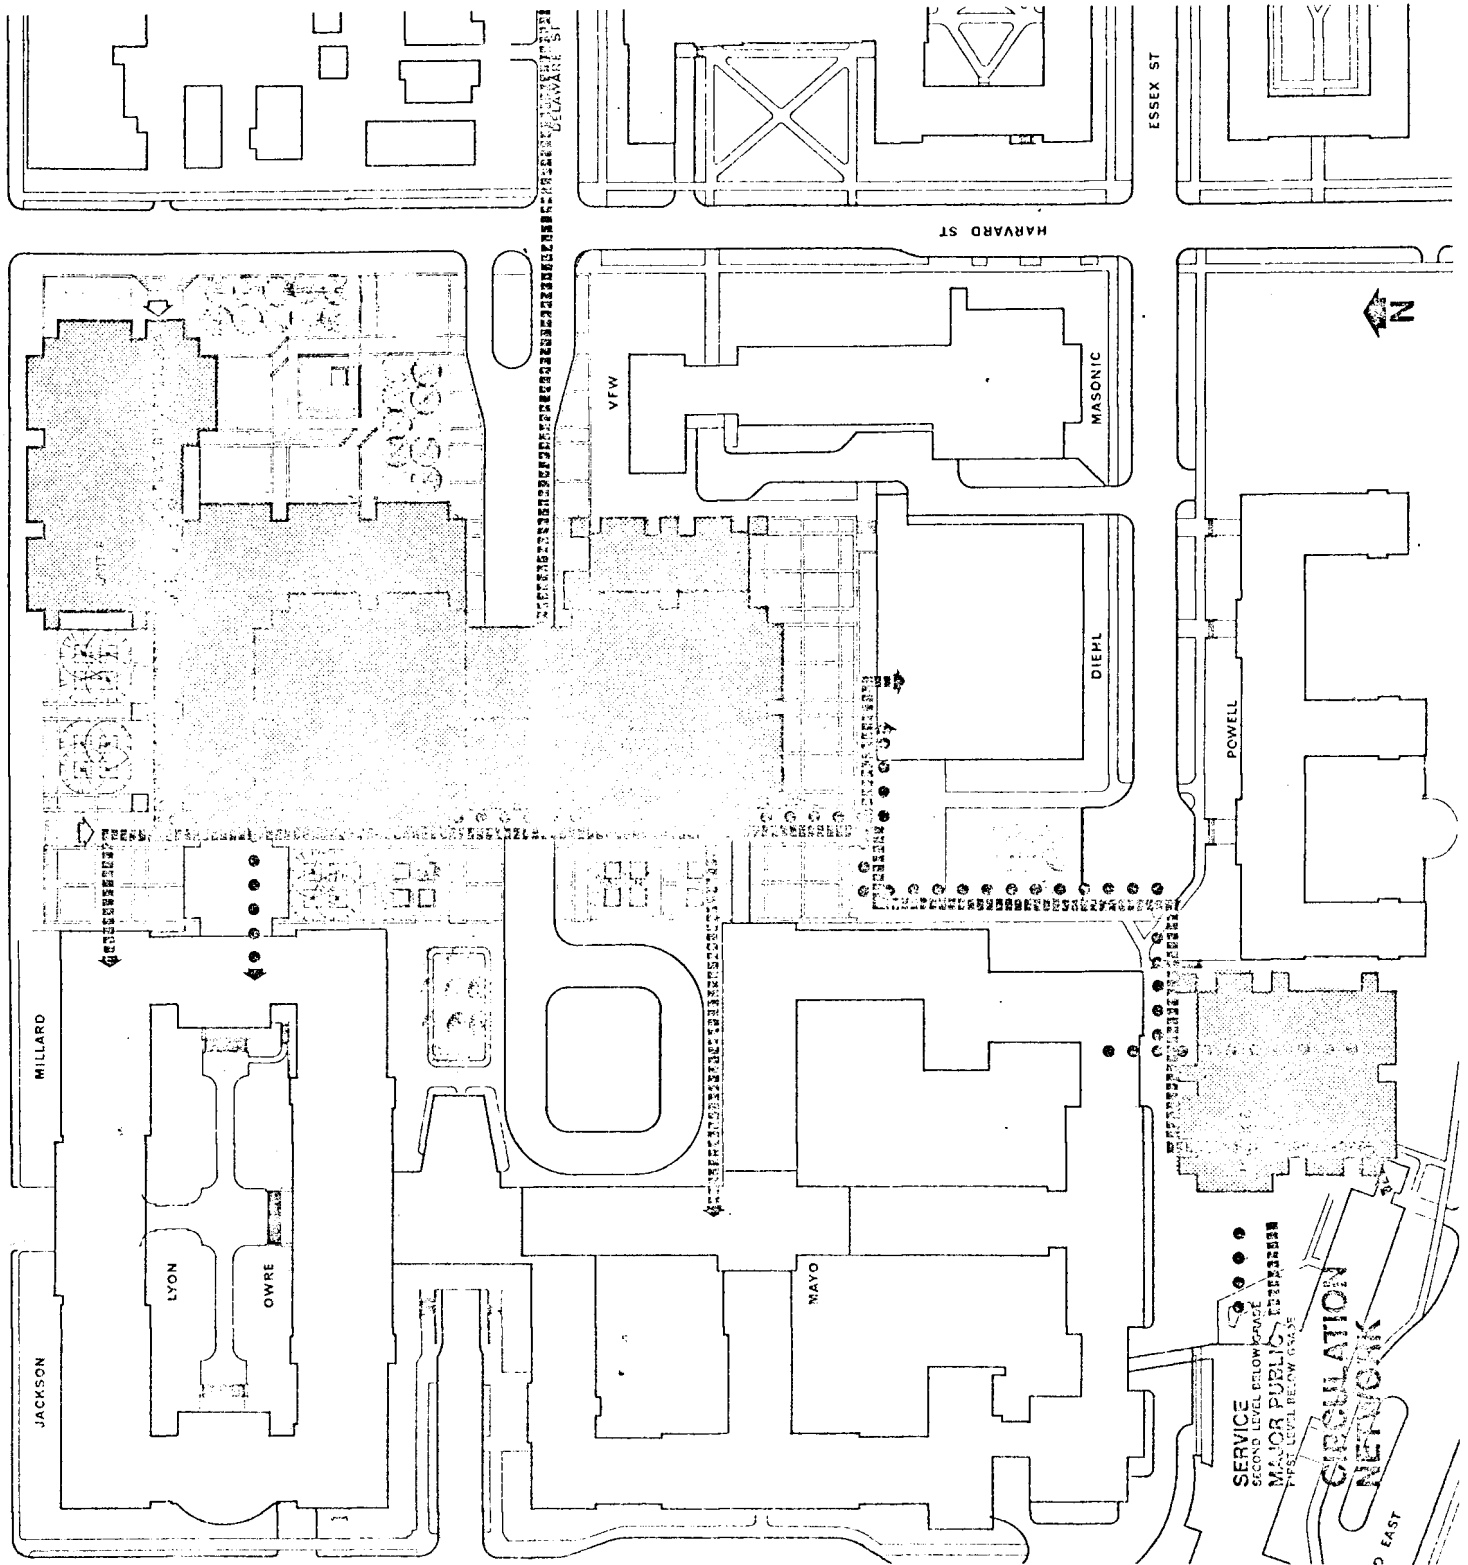 DELAWARE ST
ESSEX ST
HARVARD ST
N
VFW
MASONIC
DIEHL
POWELL
MILLARD
JACKSON
LYON
OWRE
MAYO
SERVICE
SECOND LEVEL BELOW GRADE
MAJOR PUBLIC
FIRST LEVEL BELOW GRADE
CIRCULATION
NETWORK
EAST